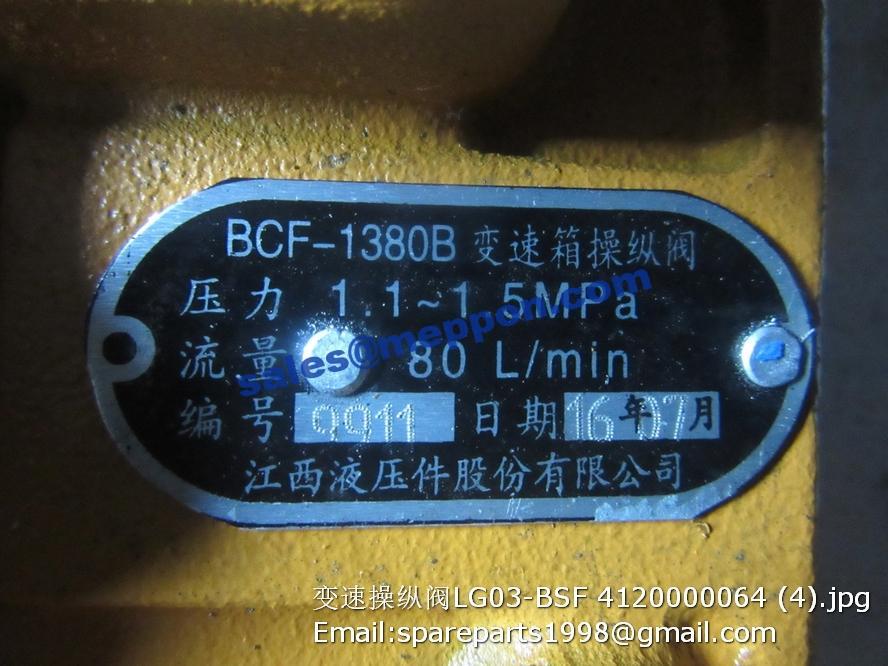 BCF-1380B 变速箱操纵阀
压力 1.1~1.5MPa
流量 80 L/min
编号 9911 日期 16年07月
江西液压件股份有限公司
sales@meppon.com
变速操纵阀LG03-BSF 4120000064 (4).jpg
Email:spareparts1998@gmail.com